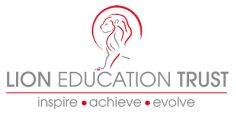 LION EDUCATION TRUST
inspire • achieve • evolve